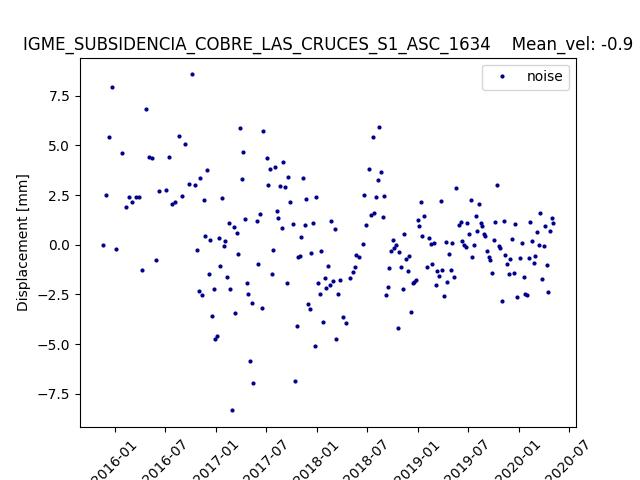 IGME_SUBSIDENCIA_COBRE_LAS_CRUCES_S1_ASC_1634 Mean_vel: -0.9
noise
Displacement [mm]
7.5
5.0
2.5
0.0
−2.5
−5.0
−7.5
2016-01 2016-07 2017-01 2017-07 2018-01 2018-07 2019-01 2019-07 2020-01 2020-07